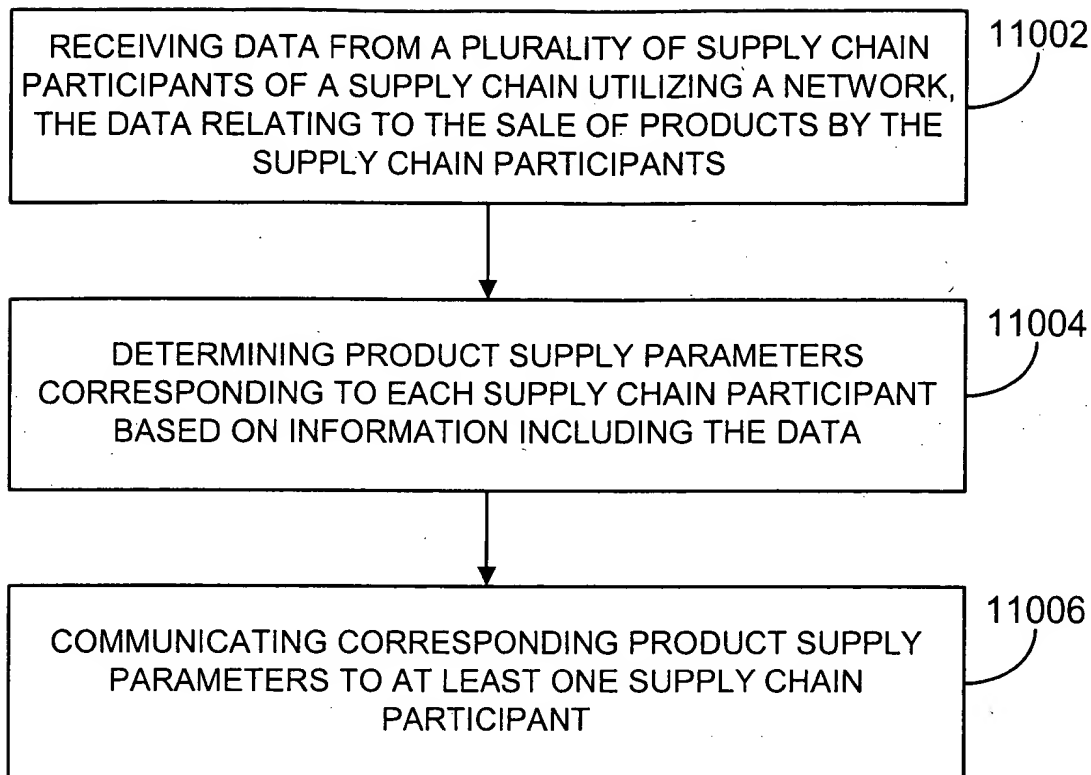 RECEIVING DATA FROM A PLURALITY OF SUPPLY CHAIN
PARTICIPANTS OF A SUPPLY CHAIN UTILIZING A NETWORK,
THE DATA RELATING TO THE SALE OF PRODUCTS BY THE
SUPPLY CHAIN PARTICIPANTS
11002
DETERMINING PRODUCT SUPPLY PARAMETERS
CORRESPONDING TO EACH SUPPLY CHAIN PARTICIPANT
BASED ON INFORMATION INCLUDING THE DATA
11004
COMMUNICATING CORRESPONDING PRODUCT SUPPLY
PARAMETERS TO AT LEAST ONE SUPPLY CHAIN
PARTICIPANT
11006